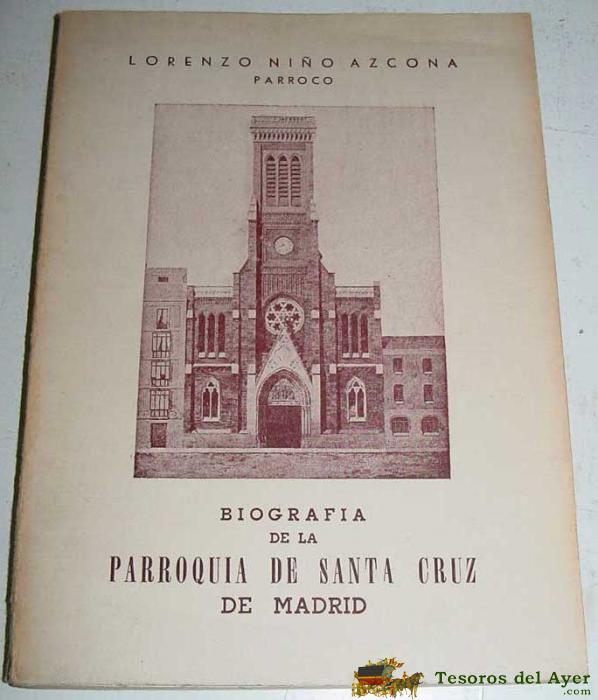 LORENZO NIÑO AZCONA
PARROCO
BIOGRAFIA
DE LA
PARROQUIA DE SANTA CRUZ
DE MADRID
Tesoros del Ayer
.com